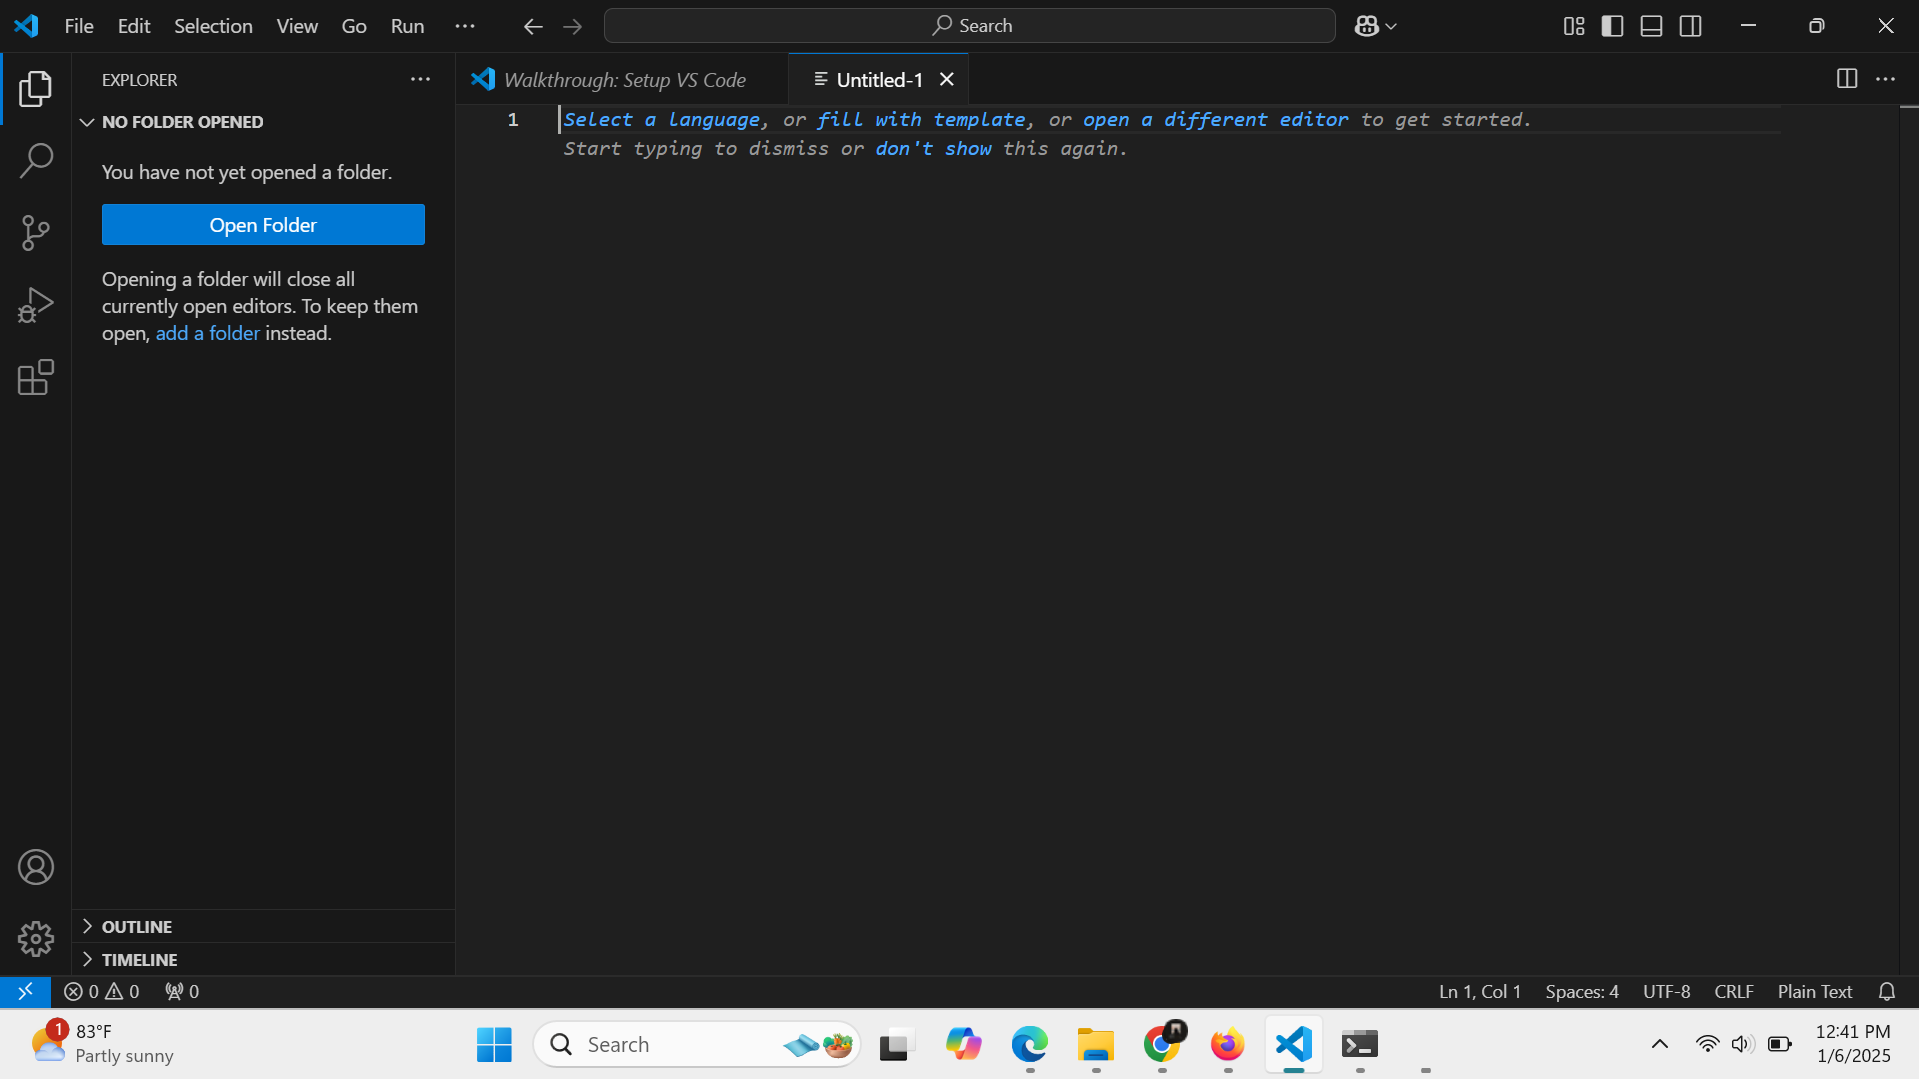 File Edit Selection View Go Run ···
Search
EXPLORER ···
Walkthrough: Setup VS Code
Untitled-1
NO FOLDER OPENED
You have not yet opened a folder.
Open Folder
Opening a folder will close all
currently open editors. To keep them
open, add a folder instead.
1
Select a language, or fill with template, or open a different editor to get started.
Start typing to dismiss or don't show this again.
OUTLINE
TIMELINE
0 0 0
Ln 1, Col 1 Spaces: 4 UTF-8 CRLF Plain Text
1
83°F
Partly sunny
Search
12:41 PM
1/6/2025